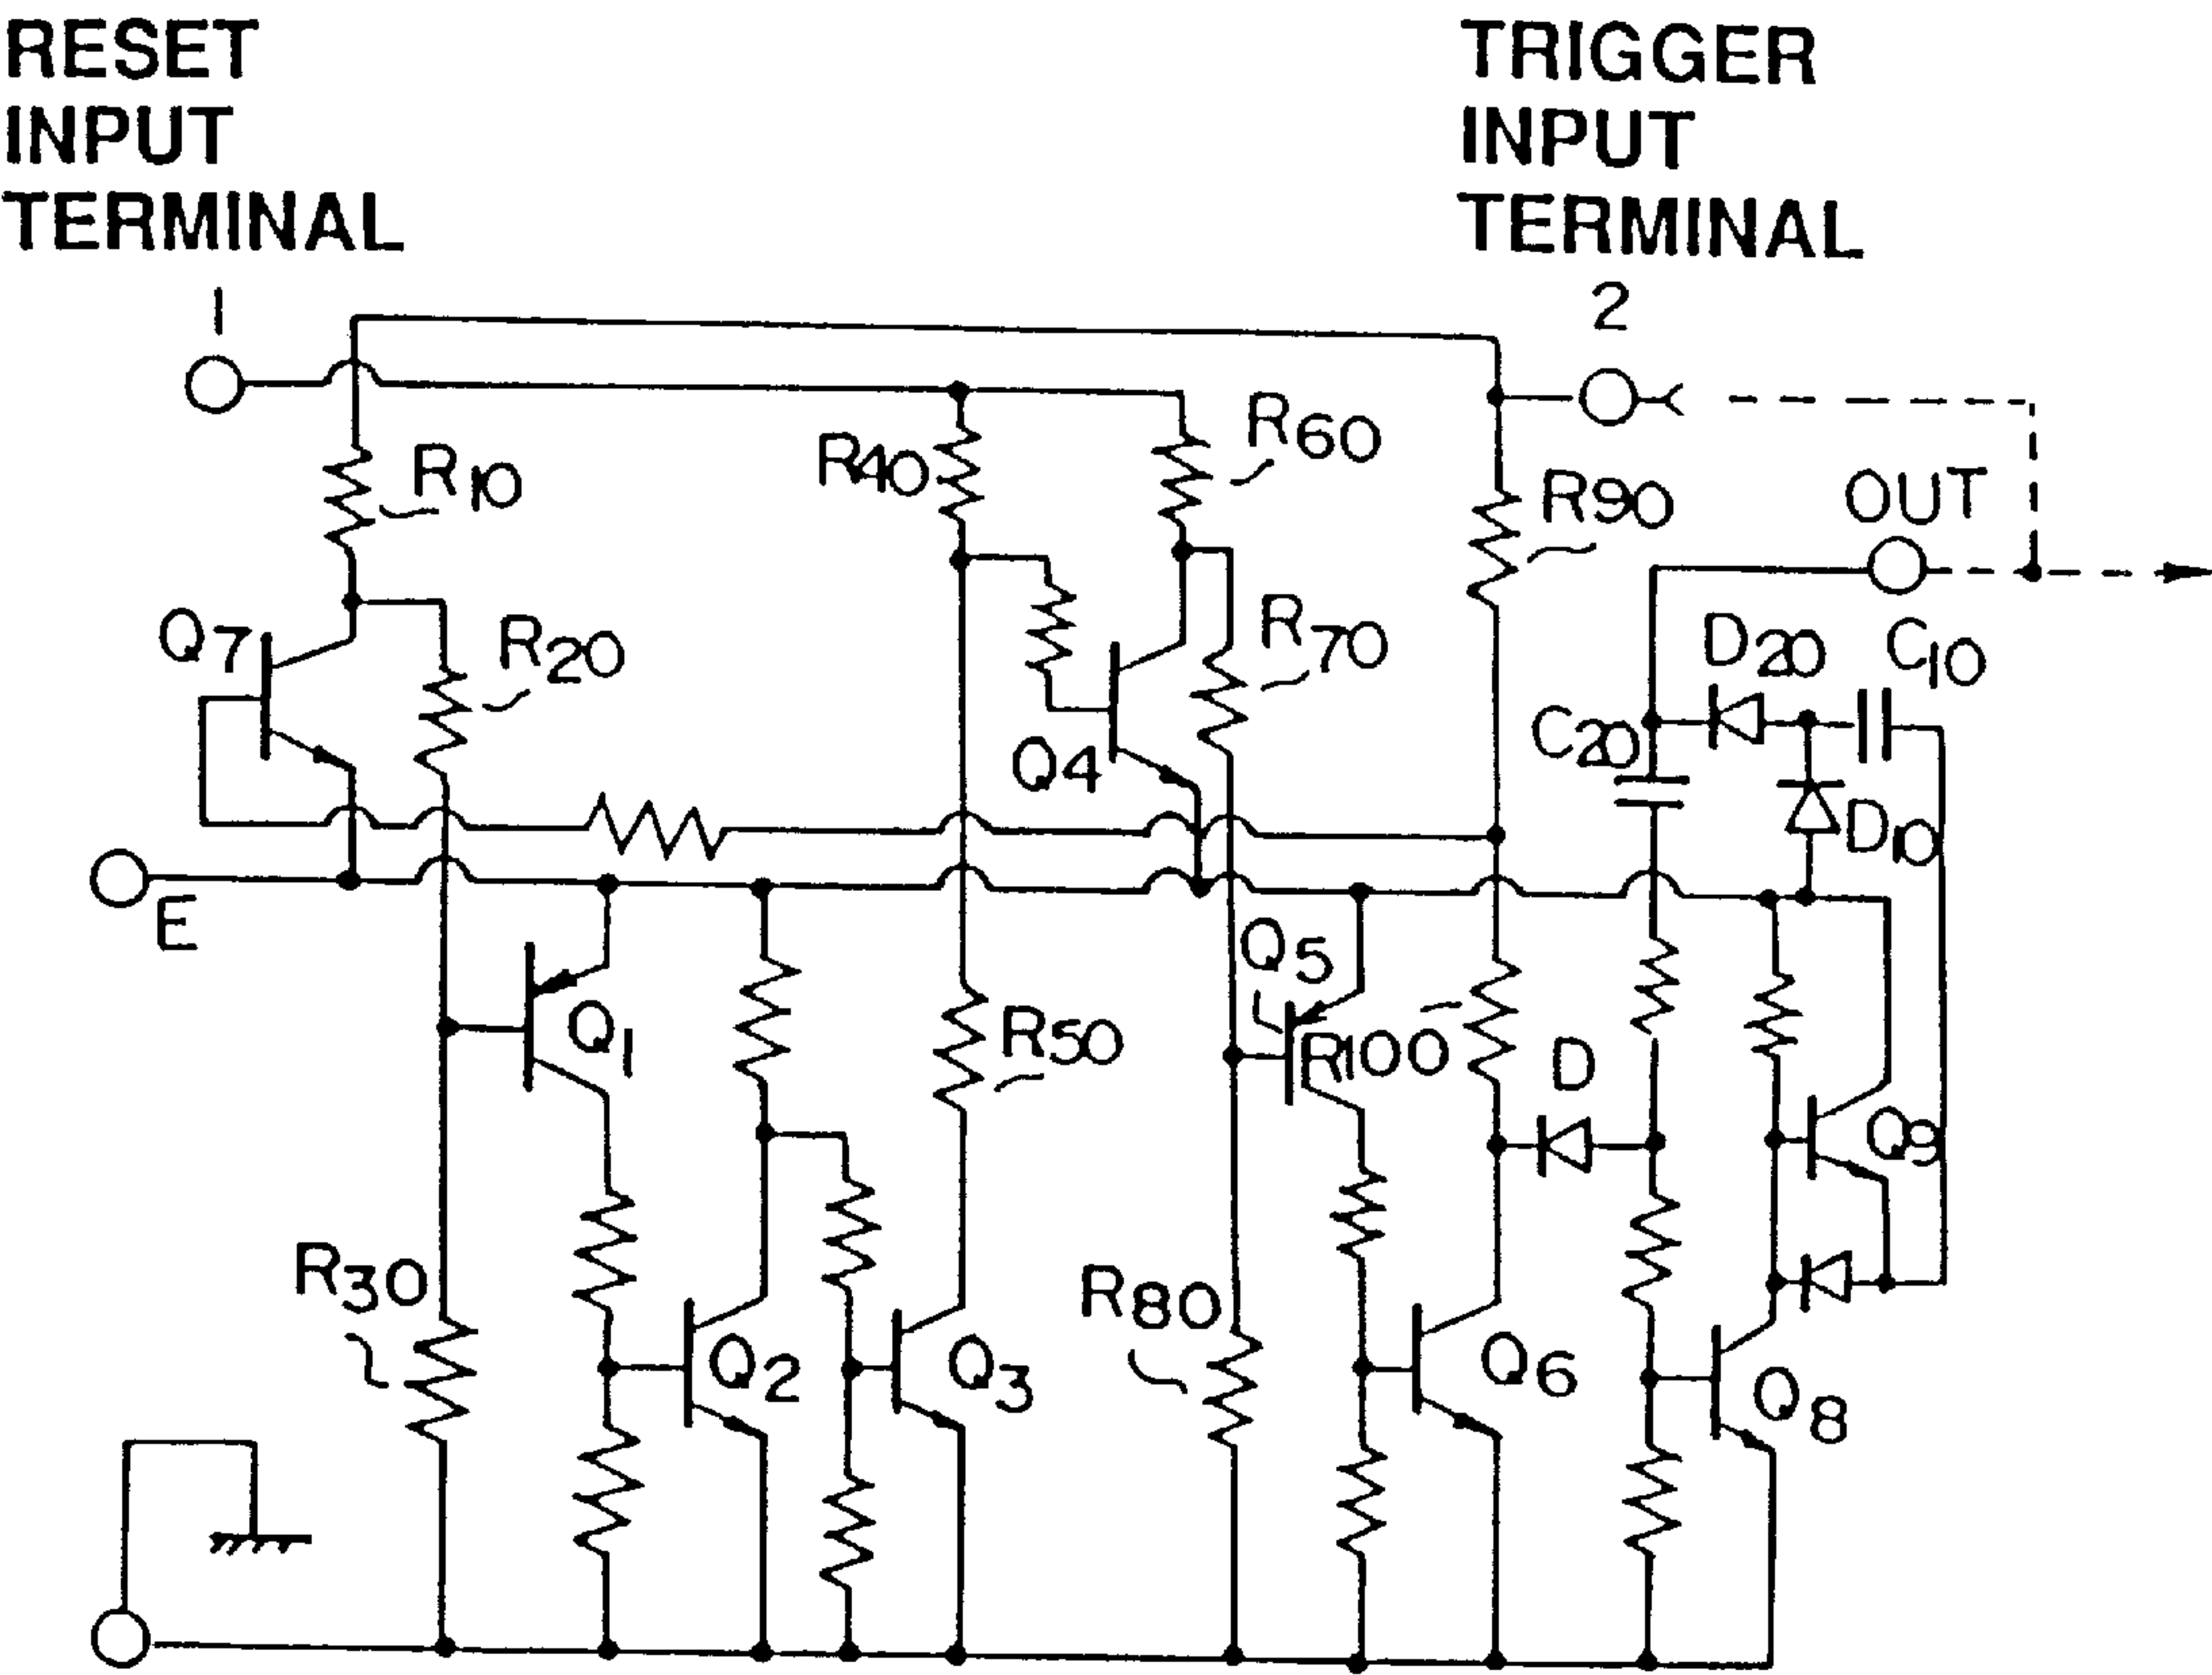 RESET
INPUT
TERMINAL
TRIGGER
INPUT
TERMINAL
1
2
R10
R40
R60
R90
OUT
Q7
R20
R70
D20
C10
C20
Q4
D10
E
Q5
Q1
R50
R100
D
Q9
R30
R80
Q2
Q3
Q6
Q8